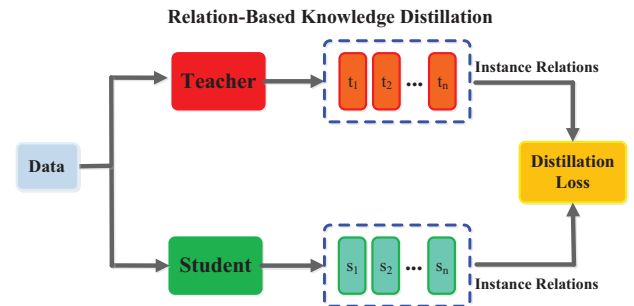 Relation-Based Knowledge Distillation
Teacher
t1 t2 ... tn
Instance Relations
Data
Distillation
Loss
Student
s1 s2 ... sn
Instance Relations